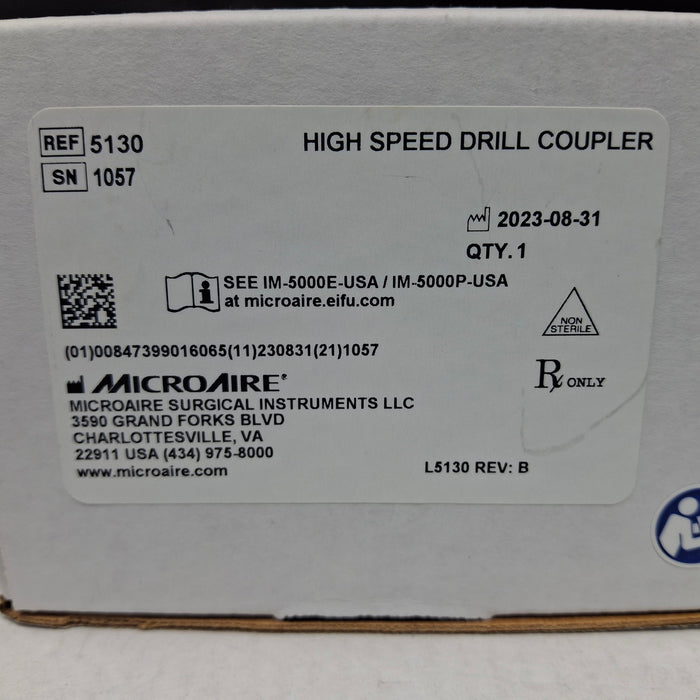 REF 5130
HIGH SPEED DRILL COUPLER
SN 1057
2023-08-31
QTY. 1
SEE IM-5000E-USA / IM-5000P-USA
at microaire.eifu.com
NON
STERILE
(01)00847399016065(11)230831(21)1057
MICROAIRE®
Rx ONLY
MICROAIRE SURGICAL INSTRUMENTS LLC
3590 GRAND FORKS BLVD
CHARLOTTESVILLE, VA
22911 USA (434) 975-8000
www.microaire.com
L5130 REV: B